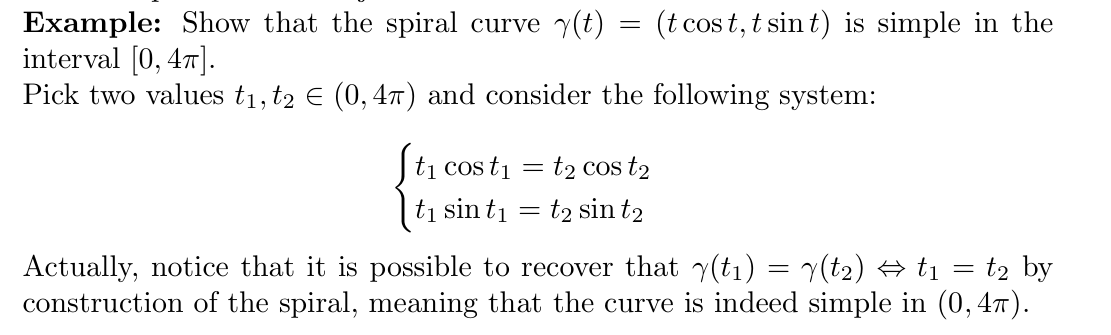 Example: Show that the spiral curve γ(t) = (t cos t, t sin t) is simple in the
interval [0, 4π].
Pick two values t₁, t₂ ∈ (0, 4π) and consider the following system:
{ t₁ cos t₁ = t₂ cos t₂
t₁ sin t₁ = t₂ sin t₂
Actually, notice that it is possible to recover that γ(t₁) = γ(t₂) ⇔ t₁ = t₂ by
construction of the spiral, meaning that the curve is indeed simple in (0, 4π).